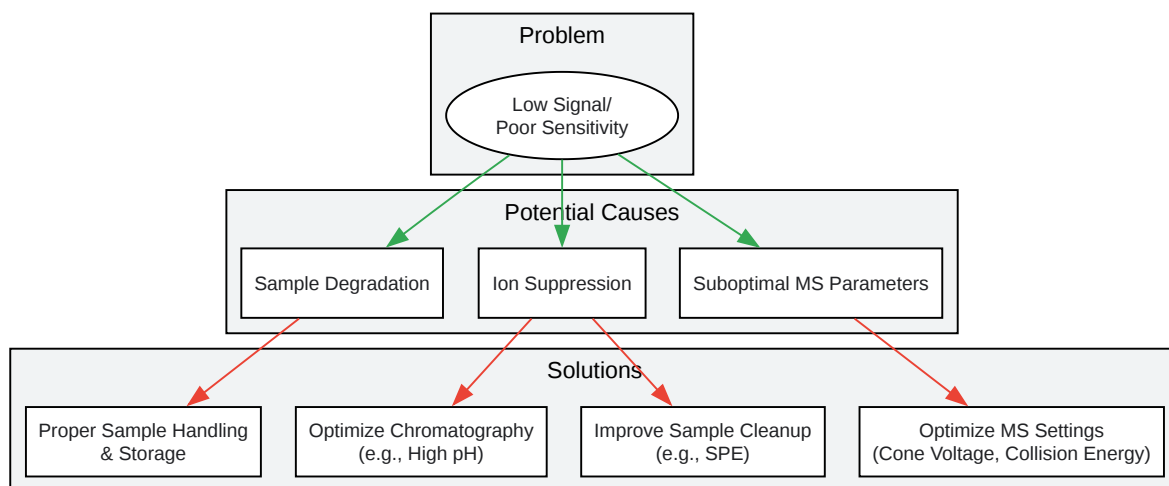 Problem
Low Signal/
Poor Sensitivity
Potential Causes
Sample Degradation
Ion Suppression
Suboptimal MS Parameters
Solutions
Proper Sample Handling
& Storage
Optimize Chromatography
(e.g., High pH)
Improve Sample Cleanup
(e.g., SPE)
Optimize MS Settings
(Cone Voltage, Collision Energy)